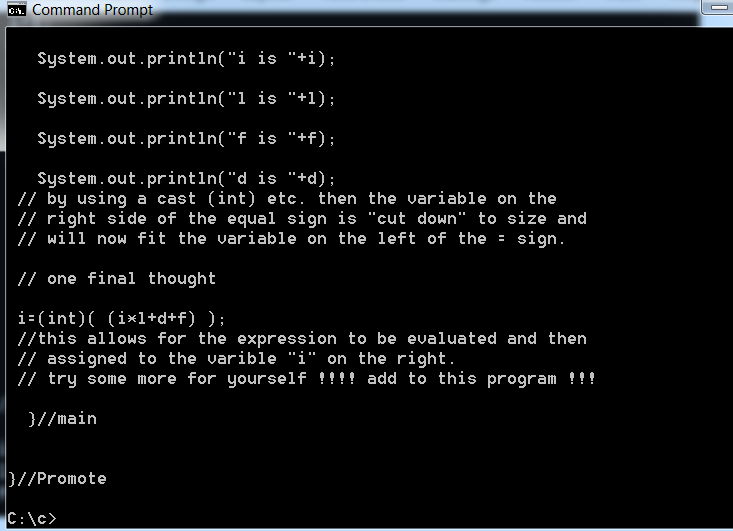 Command Prompt
System.out.println("i is "+i);
System.out.println("l is "+l);
System.out.println("f is "+f);
System.out.println("d is "+d);
// by using a cast (int) etc. then the variable on the
// right side of the equal sign is "cut down" to size and
// will now fit the variable on the left of the = sign.
// one final thought
i=(int)( (i*l+d+f) );
//this allows for the expression to be evaluated and then
// assigned to the varible "i" on the right.
// try some more for yourself !!!! add to this program !!!
}//main
}//Promote
C:\c>